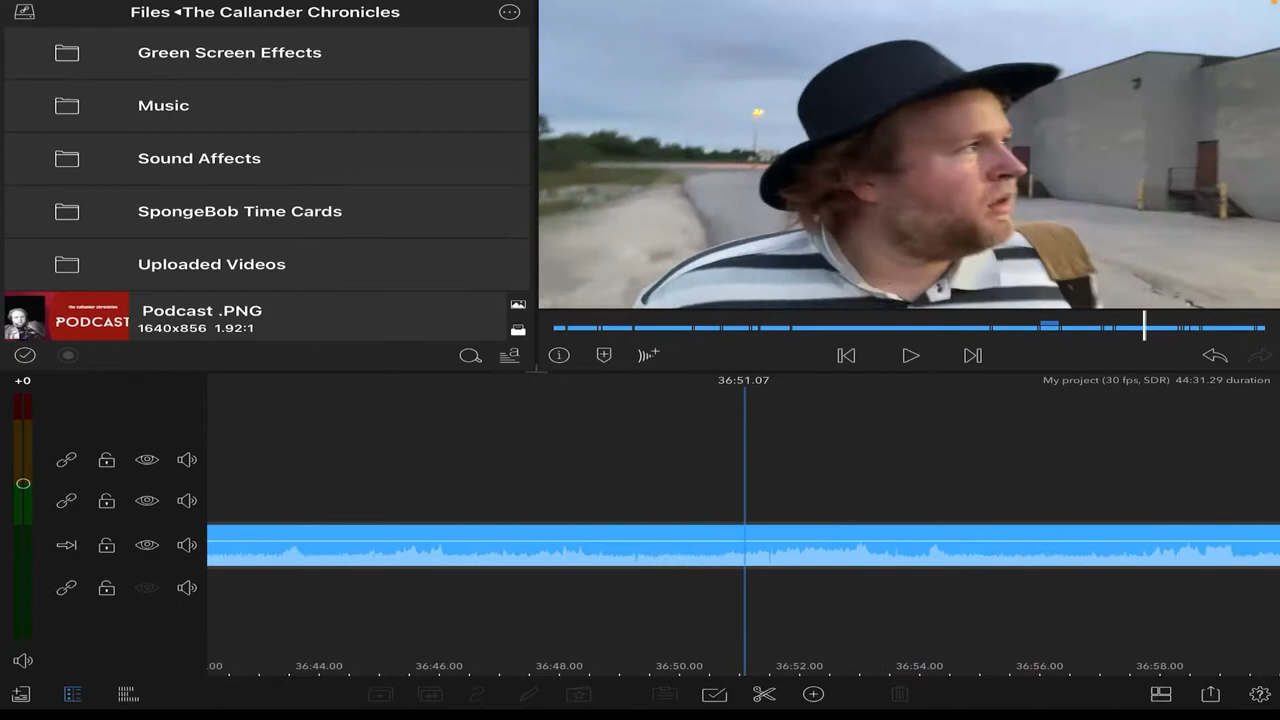 Files ◂The Callander Chronicles
Green Screen Effects
Music
Sound Affects
SpongeBob Time Cards
Uploaded Videos
The Callander Chronicles
PODCAST
Podcast .PNG
1640x856 1.92:1
+0
36:51.07
My project (30 fps, SDR) 44:31.29 duration
:00 36:44.00 36:46.00 36:48.00 36:50.00 36:52.00 36:54.00 36:56.00 36:58.00